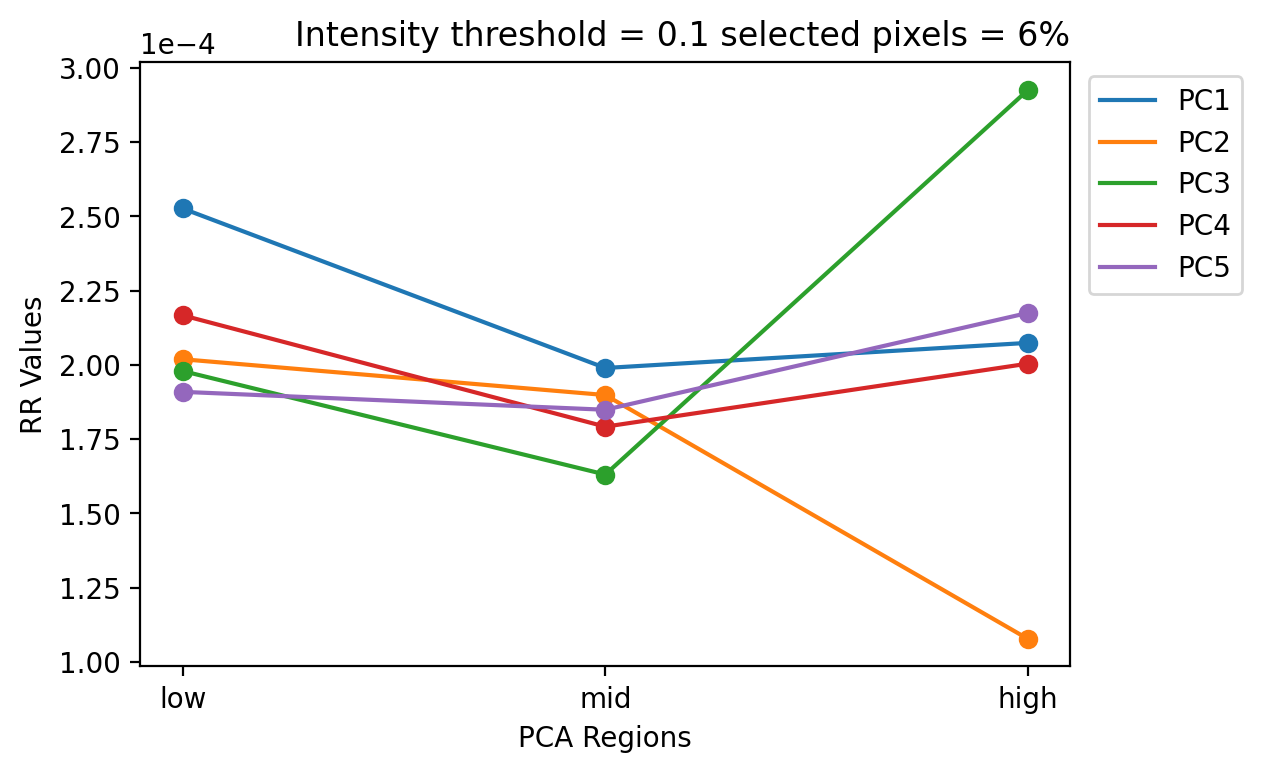 Intensity threshold = 0.1 selected pixels = 6%
1e−4
3.00
2.75
2.50
2.25
2.00
1.75
1.50
1.25
1.00
RR Values
low
mid
high
PCA Regions
PC1
PC2
PC3
PC4
PC5